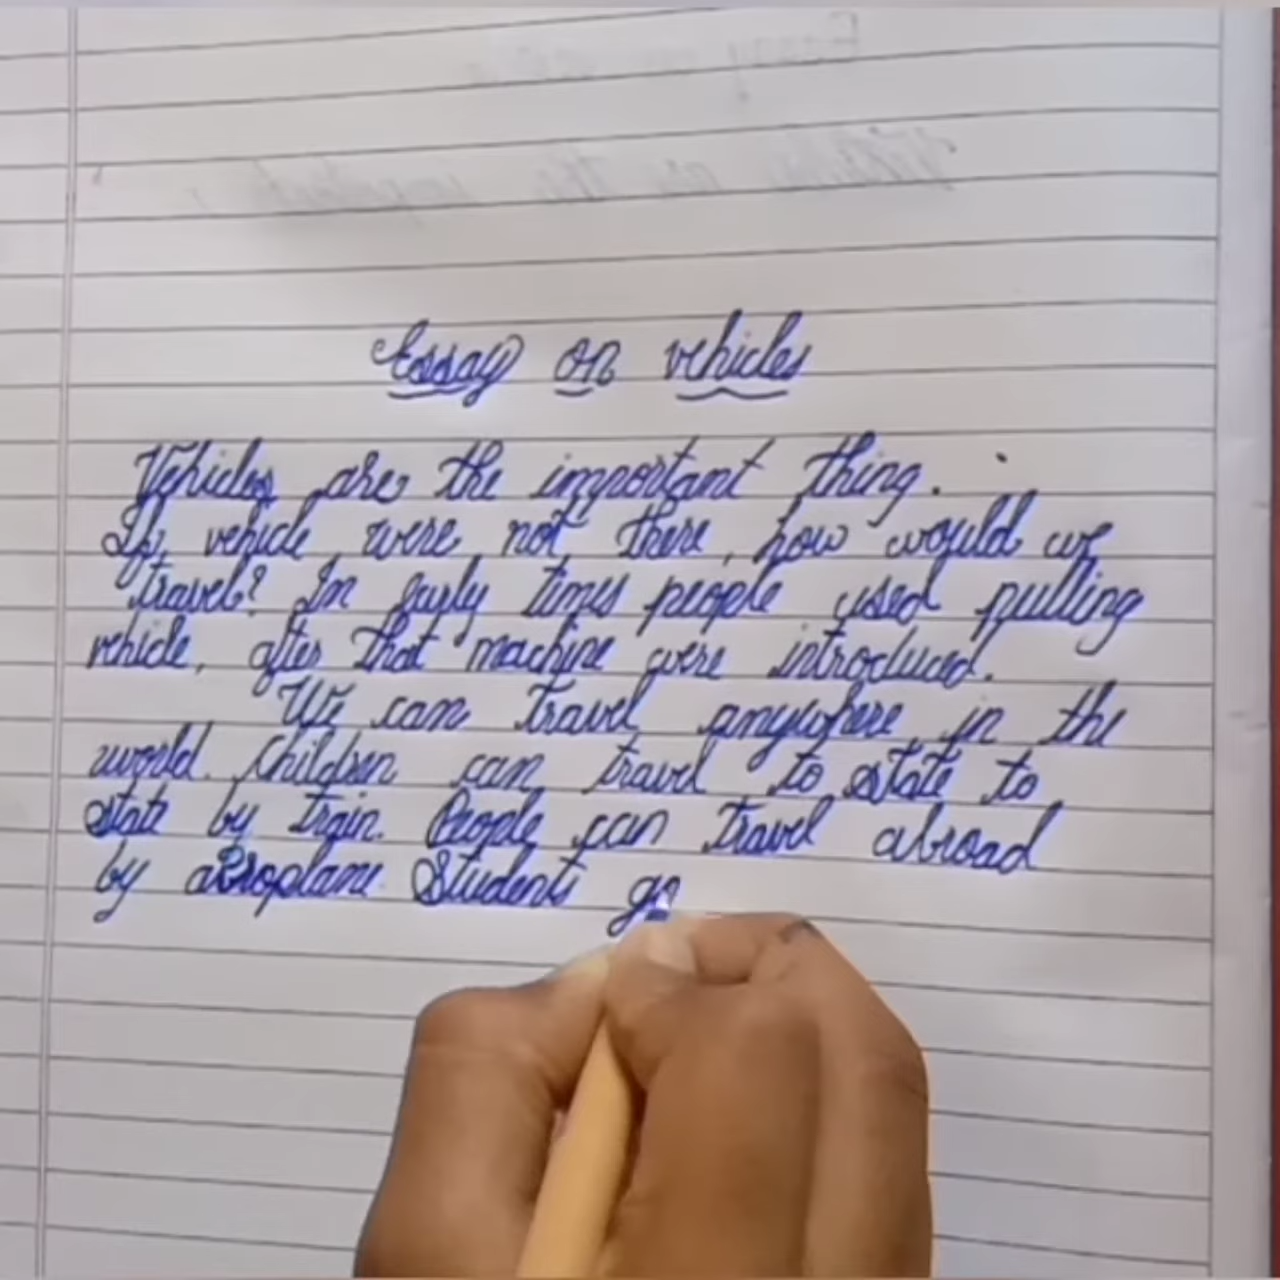 Essay on vehicles
Vehicles are the important thing.
If vehicle were not there, how would we
travel? In early times people used pulling
vehicle, after that machine were introduced.
We can travel anywhere in the
world. Children can travel to state to
state by train. People can travel abroad
by aeroplane. Students go